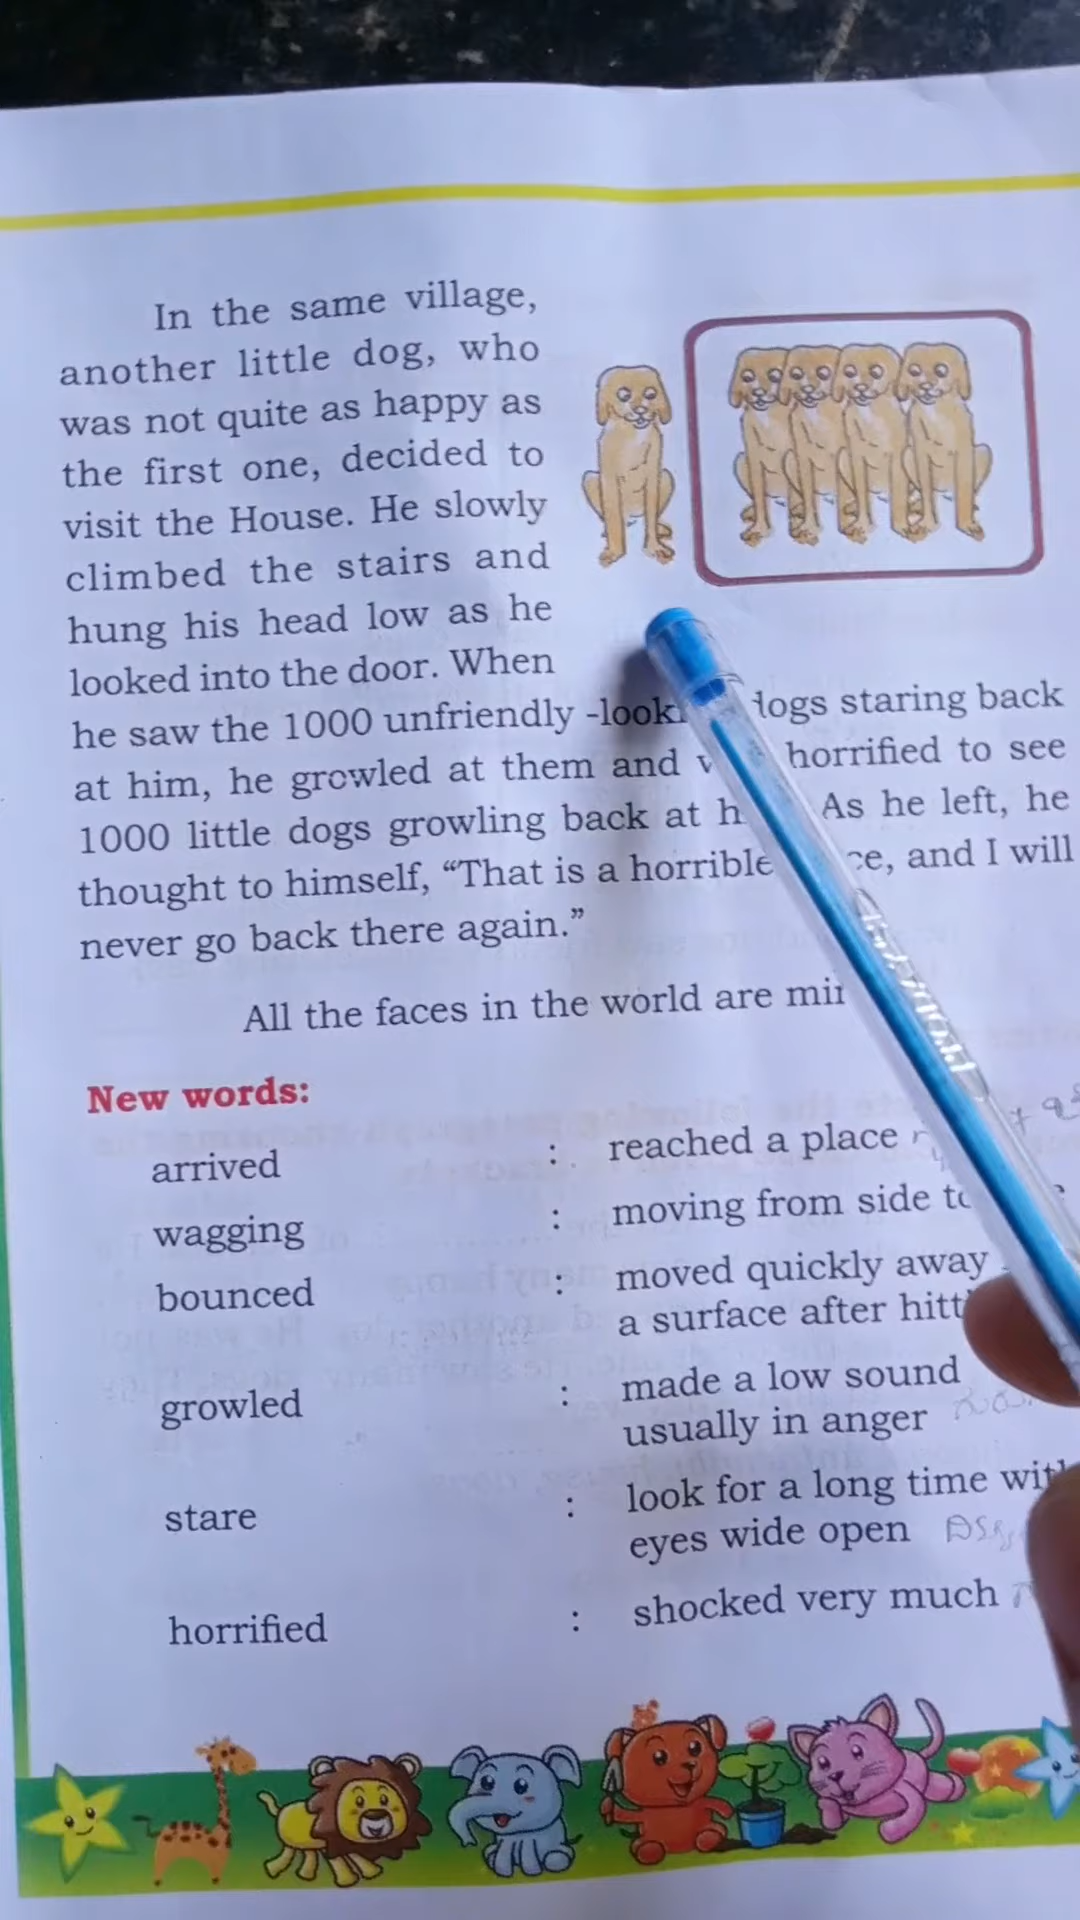 In the same village,
another little dog, who
was not quite as happy as
the first one, decided to
visit the House. He slowly
climbed the stairs and
hung his head low as he
looked into the door. When
he saw the 1000 unfriendly -look dogs staring back
at him, he growled at them and horrified to see
1000 little dogs growling back at h As he left, he
thought to himself, “That is a horrible ce, and I will
never go back there again.”
All the faces in the world are mir
New words:
arrived : reached a place
wagging : moving from side to
bounced : moved quickly away
a surface after hitt
growled : made a low sound
usually in anger
stare : look for a long time with
eyes wide open
horrified : shocked very much